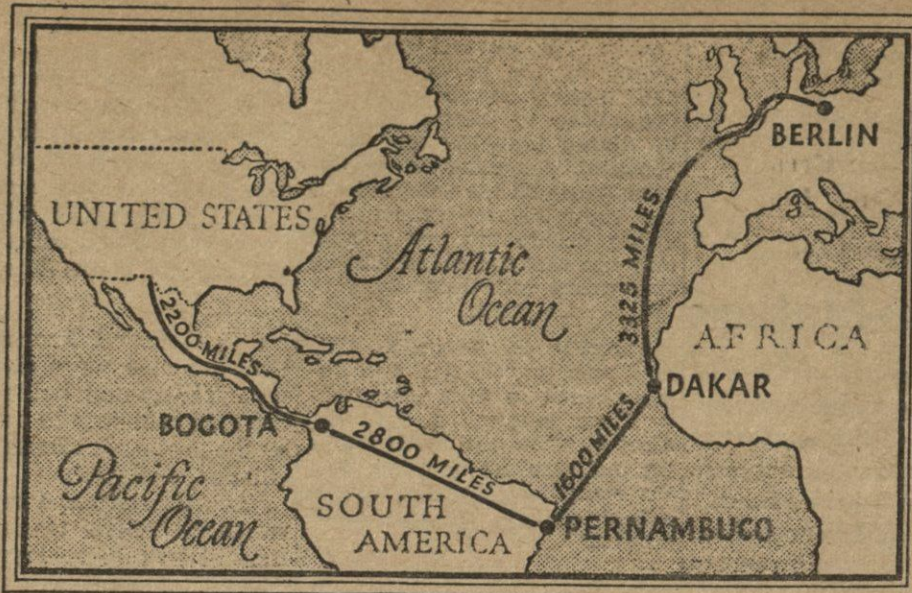 BERLIN
UNITED STATES
3325 MILES
Atlantic
Ocean
2200 MILES
AFRICA
DAKAR
BOGOTA
2800 MILES
1600 MILES
Pacific
Ocean
SOUTH
AMERICA
PERNAMBUCO